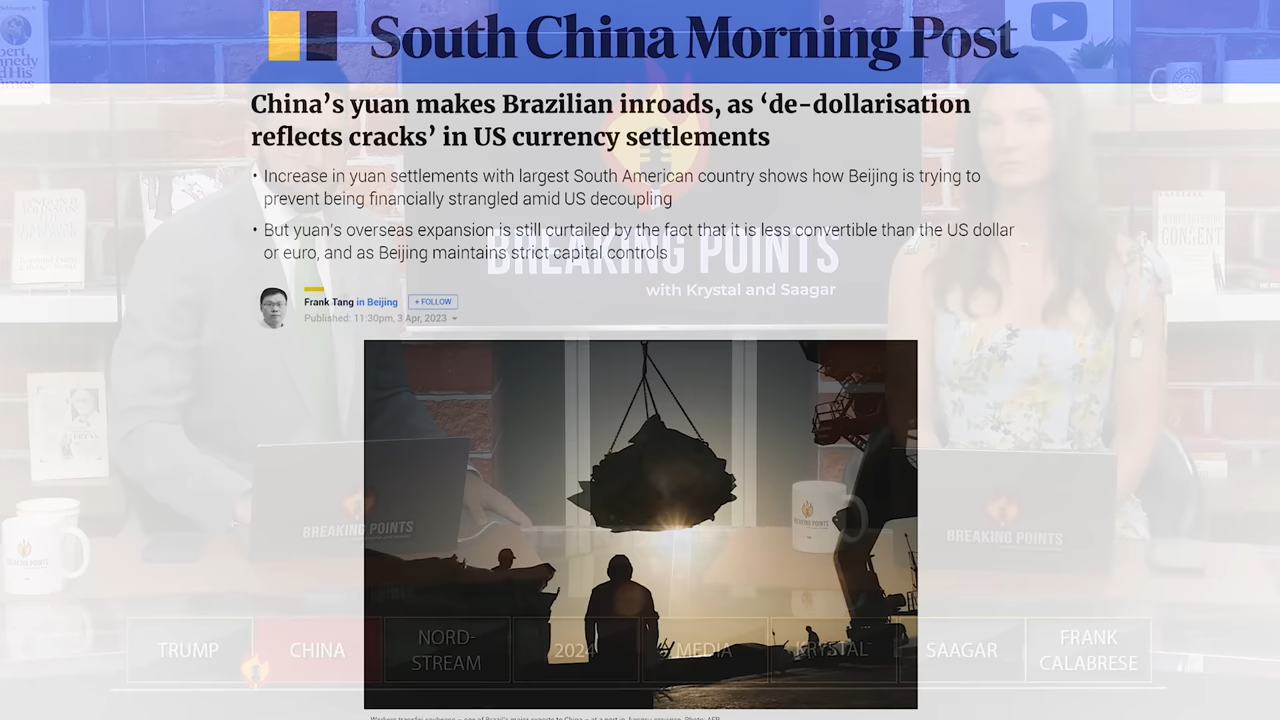 South China Morning Post
China's yuan makes Brazilian inroads, as 'de-dollarisation
reflects cracks' in US currency settlements
• Increase in yuan settlements with largest South American country shows how Beijing is trying to
prevent being financially strangled amid US decoupling
• But yuan's overseas expansion is still curtailed by the fact that it is less convertible than the US dollar
or euro, and as Beijing maintains strict capital controls
BREAKING POINTS
with Krystal and Saagar
Frank Tang in Beijing
+ FOLLOW
Published: 11:30pm, 3 Apr, 2023
BREAKING POINTS
BREAKING POINTS
TRUMP
CHINA
NORD-
STREAM
2024
MEDIA
KRYSTAL
SAAGAR
FRANK
CALABRESE